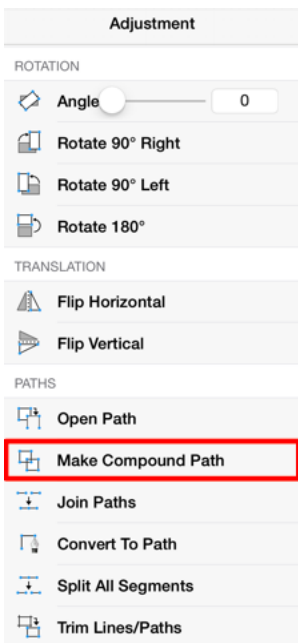 Adjustment
ROTATION
Angle 0
Rotate 90° Right
Rotate 90° Left
Rotate 180°
TRANSLATION
Flip Horizontal
Flip Vertical
PATHS
Open Path
Make Compound Path
Join Paths
Convert To Path
Split All Segments
Trim Lines/Paths